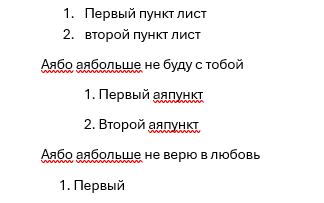 1. Первый пункт лист
2. второй пункт лист
Аябо аябольше не буду с тобой
1. Первый аяпункт
2. Второй аяпункт
Аябо аябольше не верю в любовь
1. Первый